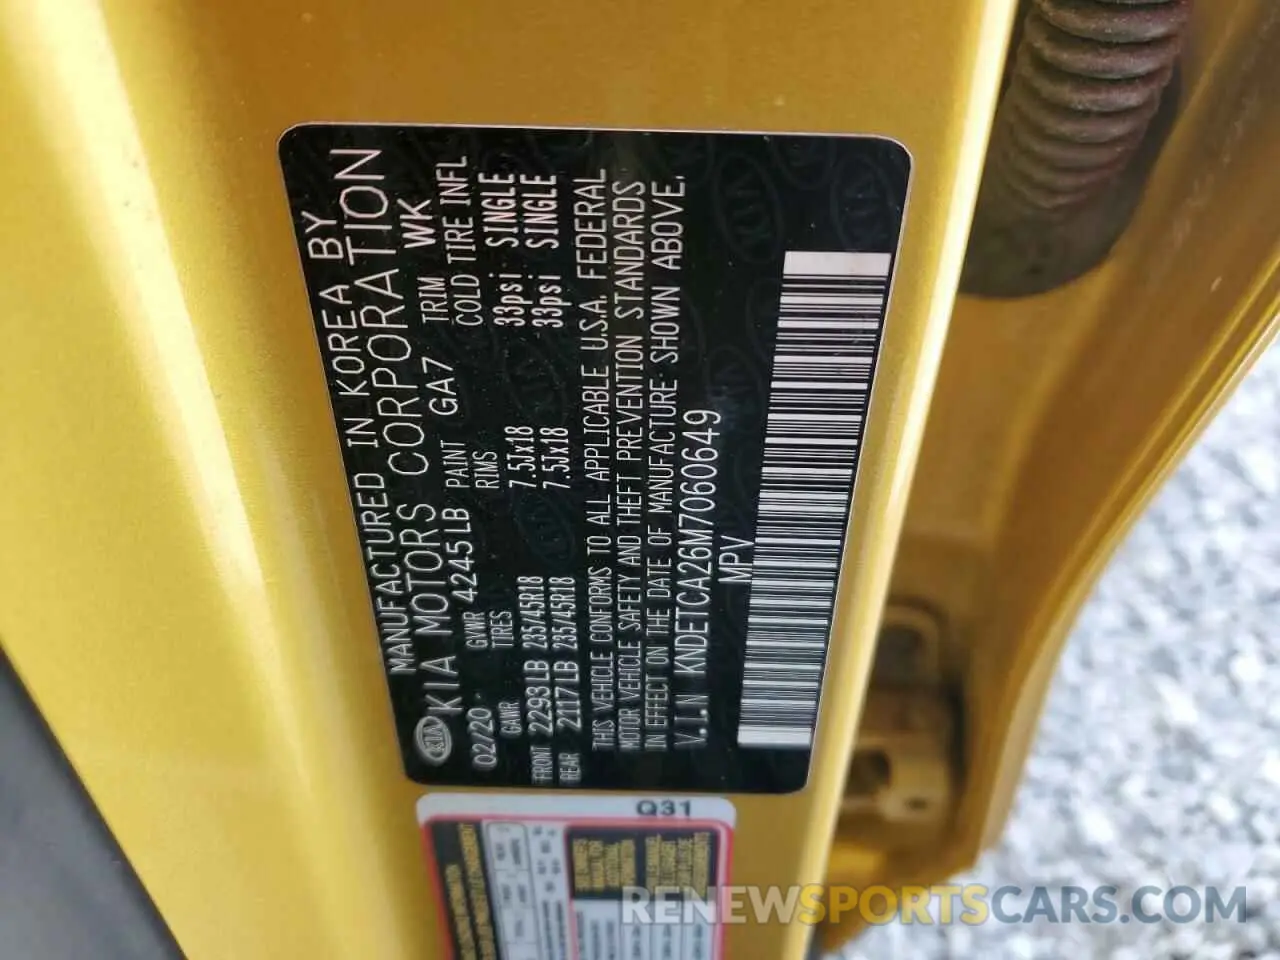 MANUFACTURED IN KOREA BY
KIA KIA MOTORS CORPORATION
02/20 GVWR 4245LB PAINT GA7 TRIM WK
GAWR TIRES RIMS COLD TIRE INFL
FRONT 2293LB 235/45R18 7.5Jx18 33psi SINGLE
REAR 2117LB 235/45R18 7.5Jx18 33psi SINGLE
THIS VEHICLE CONFORMS TO ALL APPLICABLE U.S.A. FEDERAL
MOTOR VEHICLE SAFETY AND THEFT PREVENTION STANDARDS
IN EFFECT ON THE DATE OF MANUFACTURE SHOWN ABOVE.
V.I.N KNDETCA26M7060649
MPV
Q31
RENEWSPORTSCARS.COM